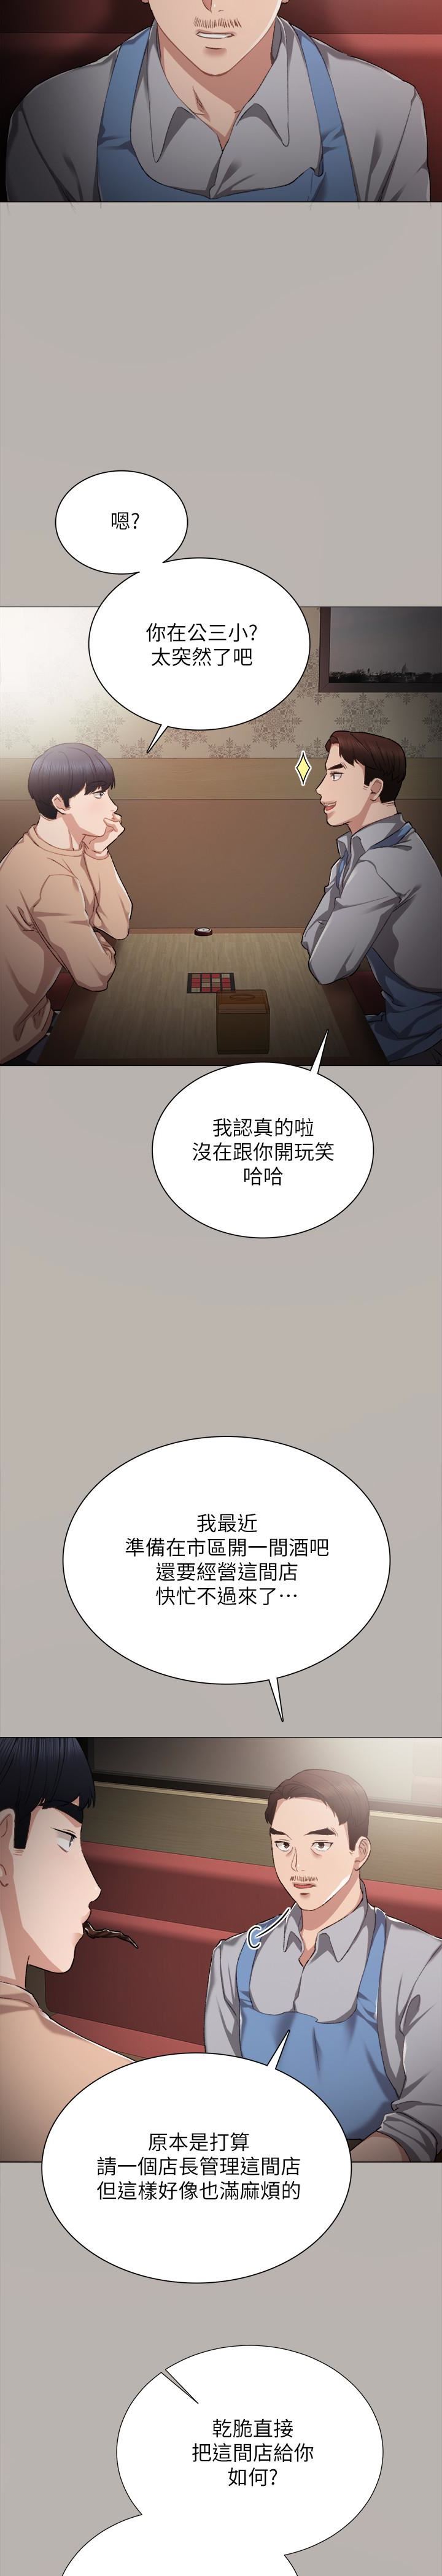 嗯?
你在公三小?
太突然了吧
我認真的啦
沒在跟你開玩笑
哈哈
我最近
準備在市區開一間酒吧
還要經營這間店
快忙不過來了…
原本是打算
請一個店長管理這間店
但這樣好像也滿麻煩的
乾脆直接
把這間店給你
如何?